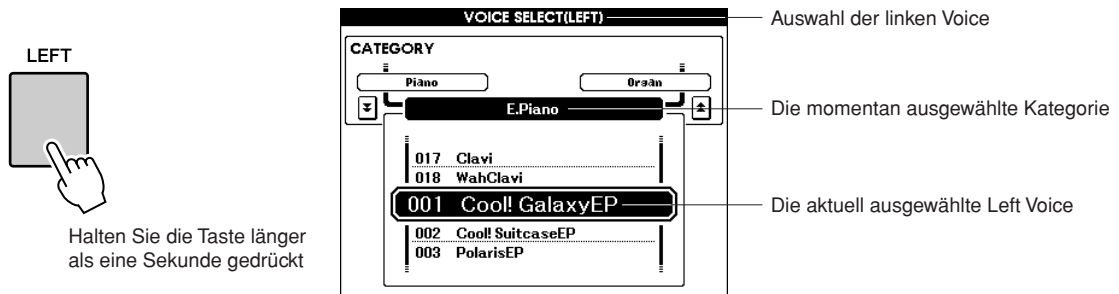 LEFT
Halten Sie die Taste länger
als eine Sekunde gedrückt
VOICE SELECT(LEFT)
CATEGORY
Piano
Organ
E.Piano
017 Clavi
018 WahClavi
001 Cool! GalaxyEP
002 Cool! SuitcaseEP
003 PolarisEP
Auswahl der linken Voice
Die momentan ausgewählte Kategorie
Die aktuell ausgewählte Left Voice